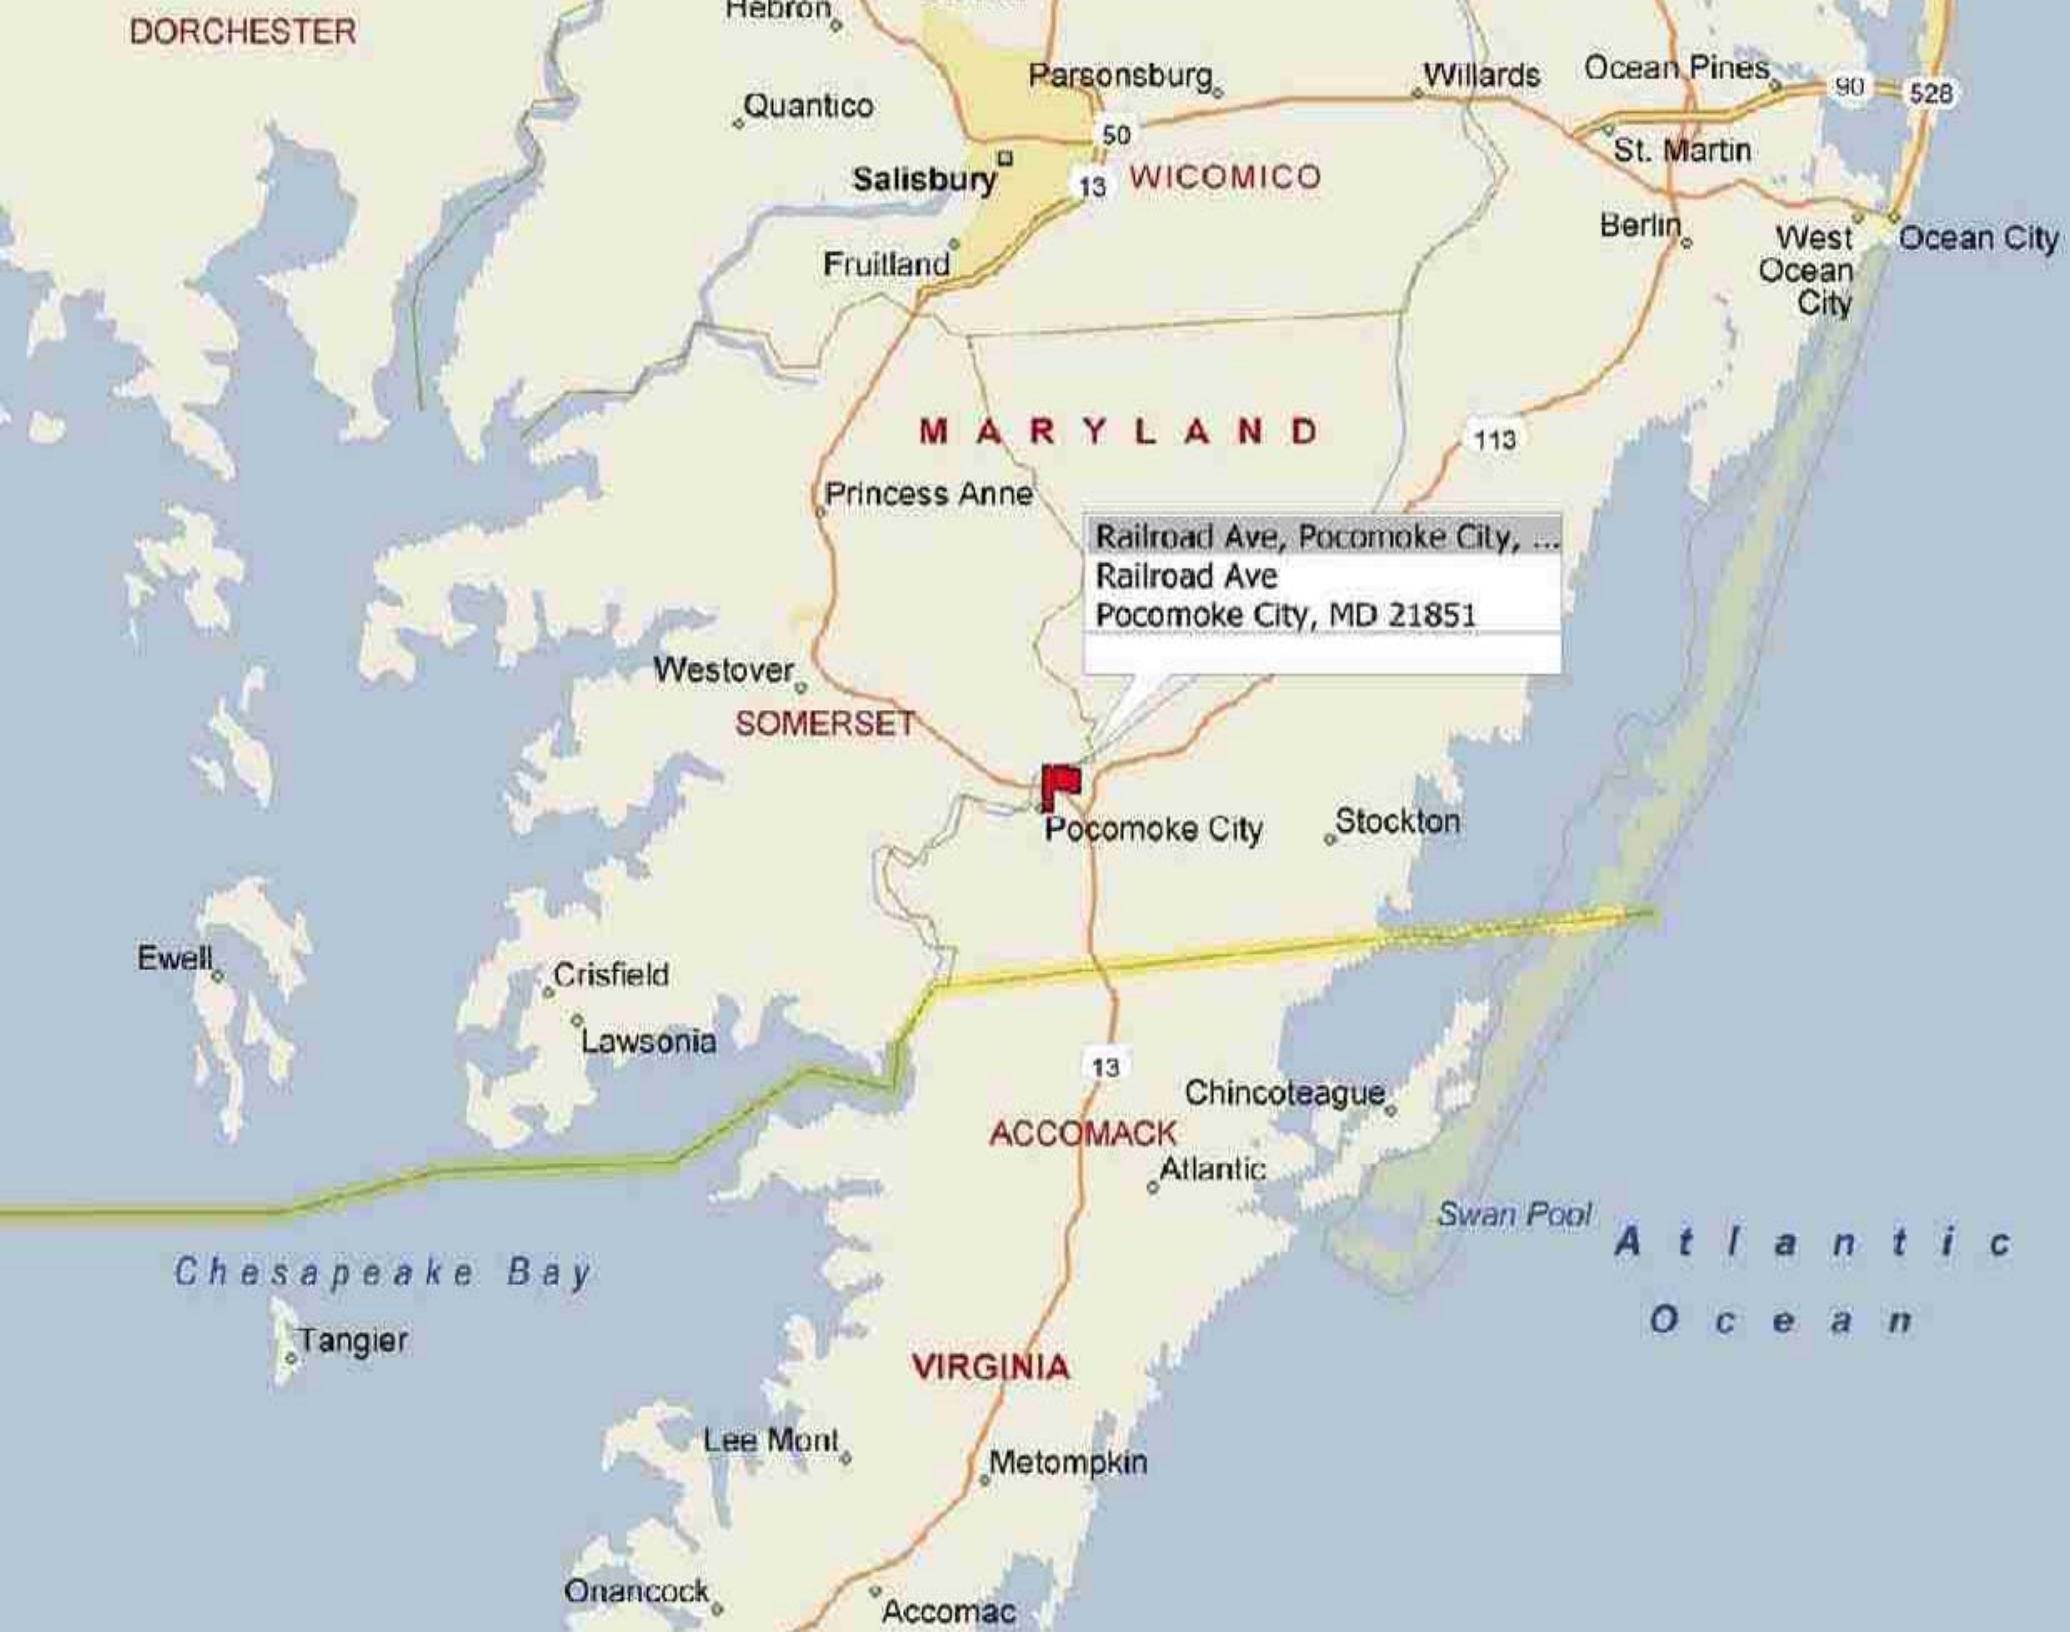 Hebron
DORCHESTER
Parsonsburg
Willards
Ocean Pines
90
528
Quantico
50
St. Martin
Salisbury
13
WICOMICO
Berlin
West
Ocean
City
Ocean City
Fruitland
MARYLAND
113
Princess Anne
Railroad Ave, Pocomoke City, ...
Railroad Ave
Pocomoke City, MD 21851
Westover
SOMERSET
Pocomoke City
Stockton
Ewell
Crisfield
Lawsonia
13
Chincoteague
ACCOMACK
Atlantic
Swan Pool
Atlantic
Ocean
Chesapeake Bay
Tangier
VIRGINIA
Lee Mont
Metompkin
Onancock
Accomac